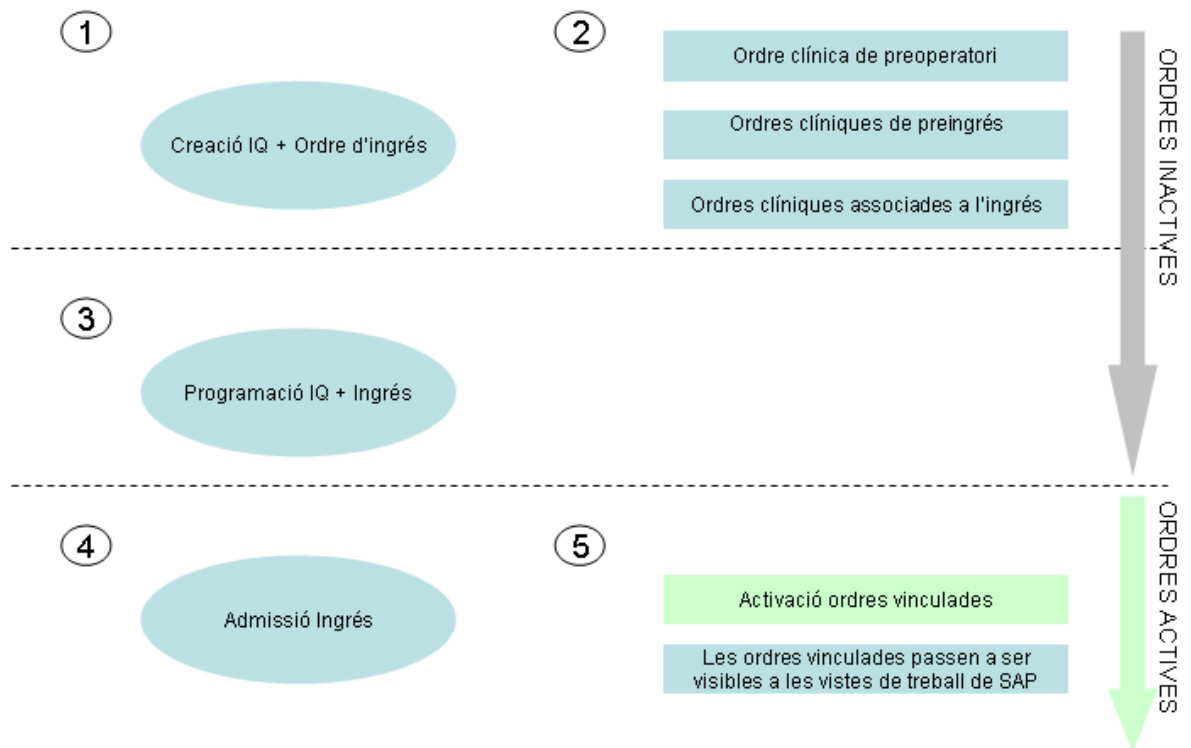 1
2
Ordre clínica de preoperatori
Creació IQ + Ordre d'ingrés
Ordres clíniques de preingrés
Ordres clíniques associades a l'ingrés
ORDRES INACTIVES
3
Programació IQ + Ingrés
4
5
Admissió Ingrés
Activació ordres vinculades
Les ordres vinculades passen a ser
visibles a les vistes de treball de SAP
ORDRES ACTIVES